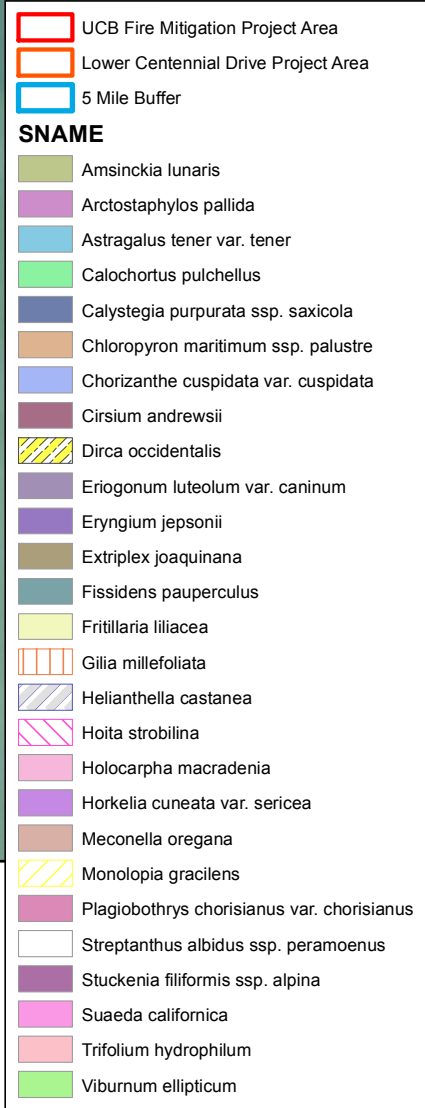 UCB Fire Mitigation Project Area
Lower Centennial Drive Project Area
5 Mile Buffer
SNAME
Amsinckia lunaris
Arctostaphylos pallida
Astragalus tener var. tener
Calochortus pulchellus
Calystegia purpurata ssp. saxicola
Chloropyron maritimum ssp. palustre
Chorizanthe cuspidata var. cuspidata
Cirsium andrewsii
Dirca occidentalis
Eriogonum luteolum var. caninum
Eryngium jepsonii
Extriplex joaquinana
Fissidens pauperculus
Fritillaria liliacea
Gilia millefoliata
Helianthella castanea
Hoita strobilina
Holocarpha macradenia
Horkelia cuneata var. sericea
Meconella oregana
Monolopia gracilens
Plagiobothrys chorisianus var. chorisianus
Streptanthus albidus ssp. peramoenus
Stuckenia filiformis ssp. alpina
Suaeda californica
Trifolium hydrophilum
Viburnum ellipticum